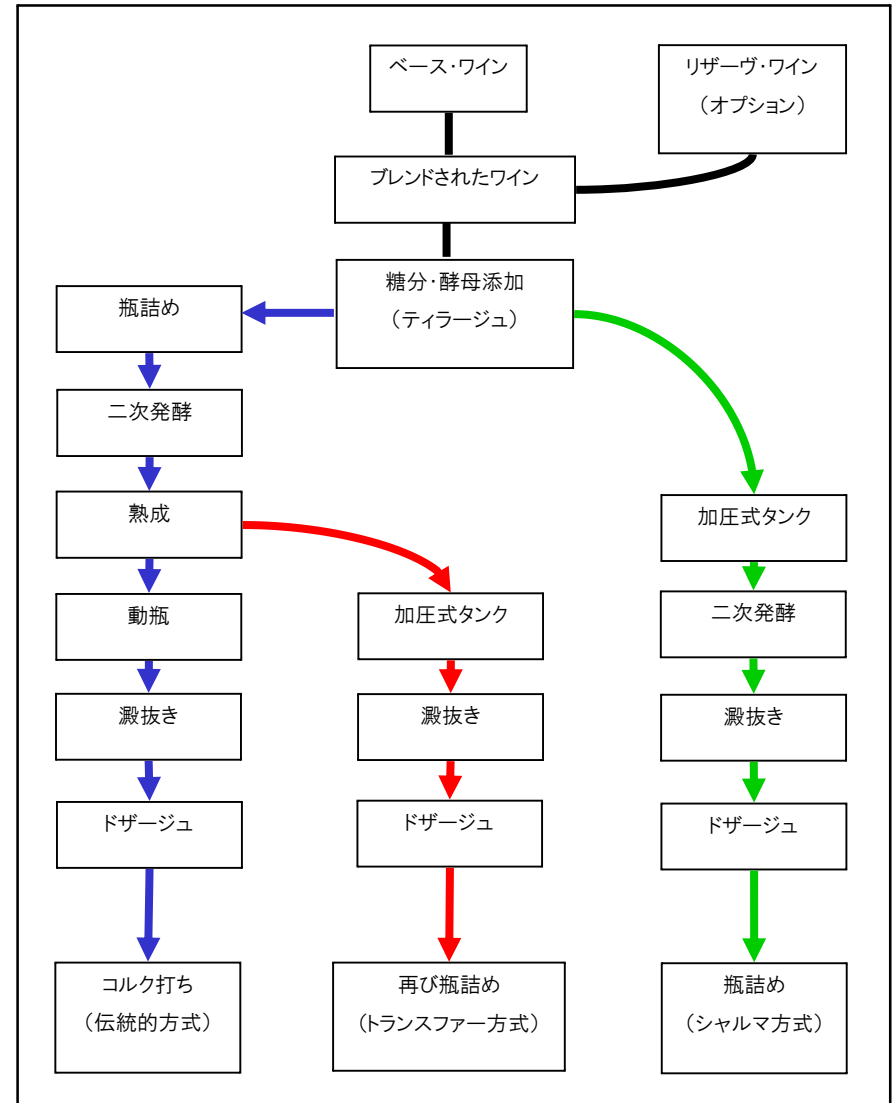 ベース・ワイン
リザーヴ・ワイン
（オプション）
ブレンドされたワイン
糖分・酵母添加
（ティラージュ）
瓶詰め
二次発酵
熟成
動瓶
澱抜き
ドザージュ
コルク打ち
（伝統的方式）
加圧式タンク
澱抜き
ドザージュ
再び瓶詰め
（トランスファー方式）
加圧式タンク
二次発酵
澱抜き
ドザージュ
瓶詰め
（シャルマ方式）